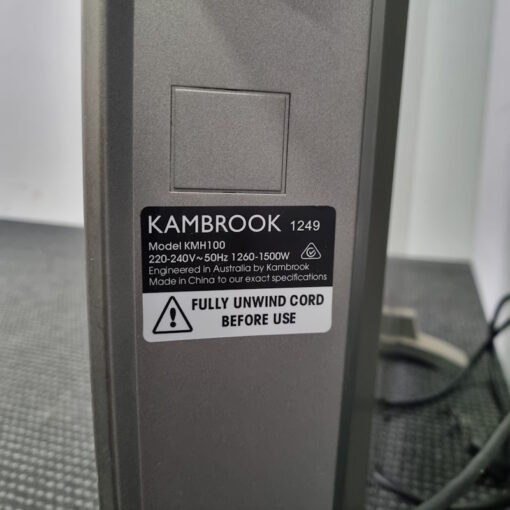 KAMBROOK 1249
Model KMH100
220-240V~50Hz 1260-1500W
Engineered in Australia by Kambrook
Made in China to our exact specifications
FULLY UNWIND CORD
BEFORE USE